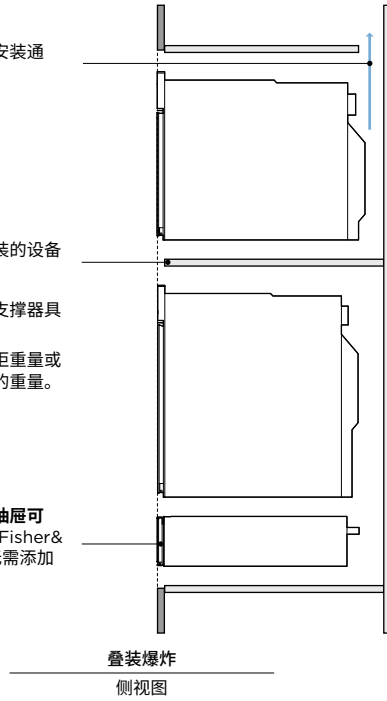 安装通
装的设备
支撑器具
柜重量或
的重量。
抽屉可
Fisher&
需添加
叠装爆炸
侧视图